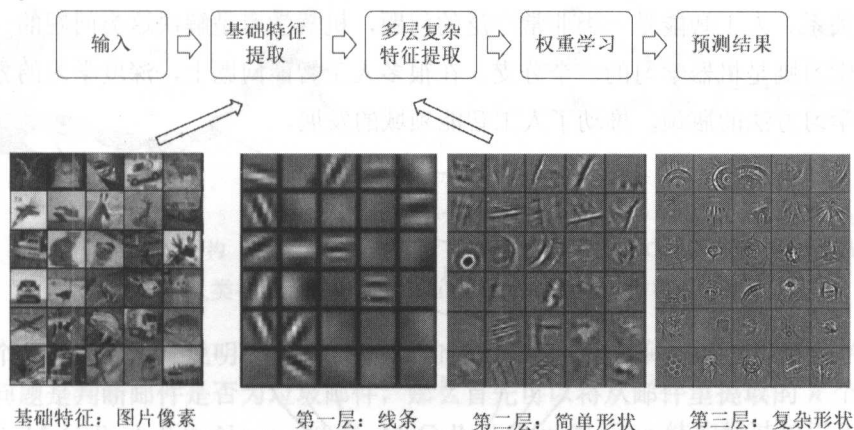 输入
基础特征
提取
多层复杂
特征提取
权重学习
预测结果
基础特征：图片像素
第一层：线条
第二层：简单形状
第三层：复杂形状